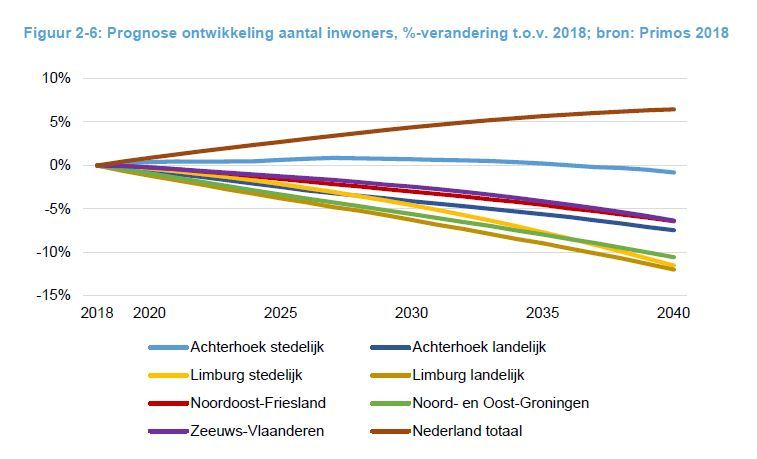 Figuur 2-6: Prognose ontwikkeling aantal inwoners, %-verandering t.o.v. 2018; bron: Primos 2018
10%
5%
0%
-5%
-10%
-15%
2018 2020 2025 2030 2035 2040
Achterhoek stedelijk Achterhoek landelijk
Limburg stedelijk Limburg landelijk
Noordoost-Friesland Noord- en Oost-Groningen
Zeeuws-Vlaanderen Nederland totaal